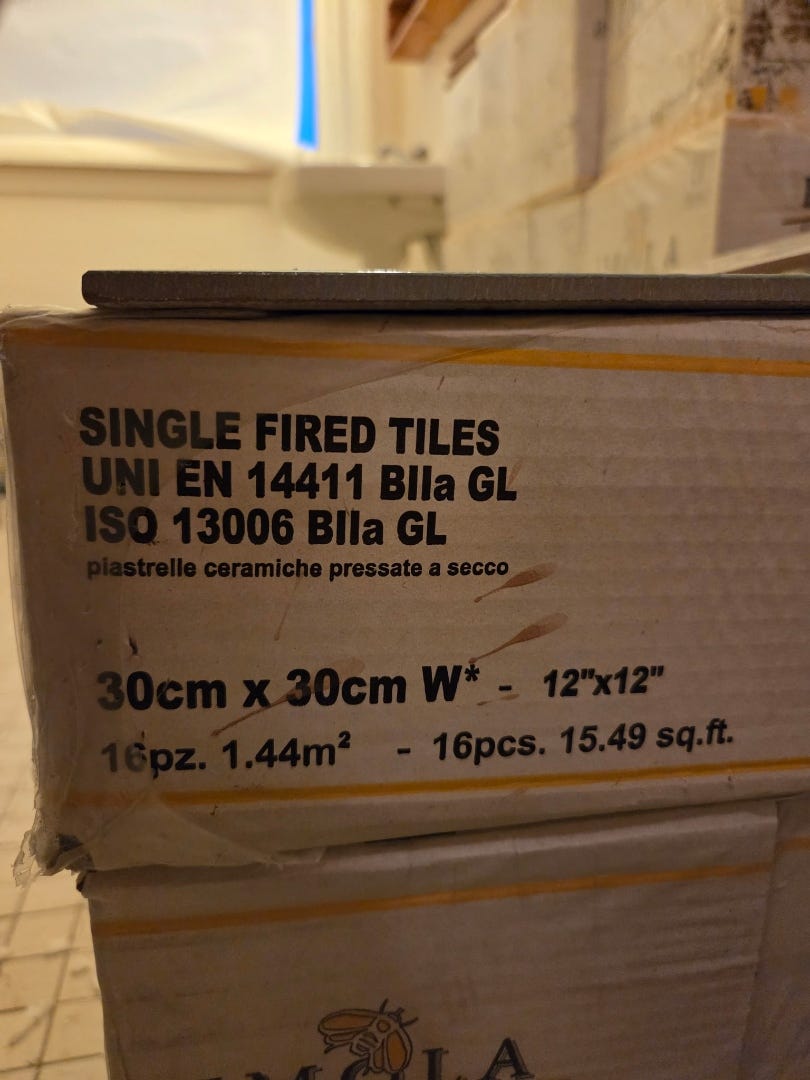 SINGLE FIRED TILES
UNI EN 14411 BIIa GL
ISO 13006 BIIa GL
piastrelle ceramiche pressate a secco
30cm x 30cm W* - 12"x12"
16pz. 1.44m² - 16pcs. 15.49 sq.ft.